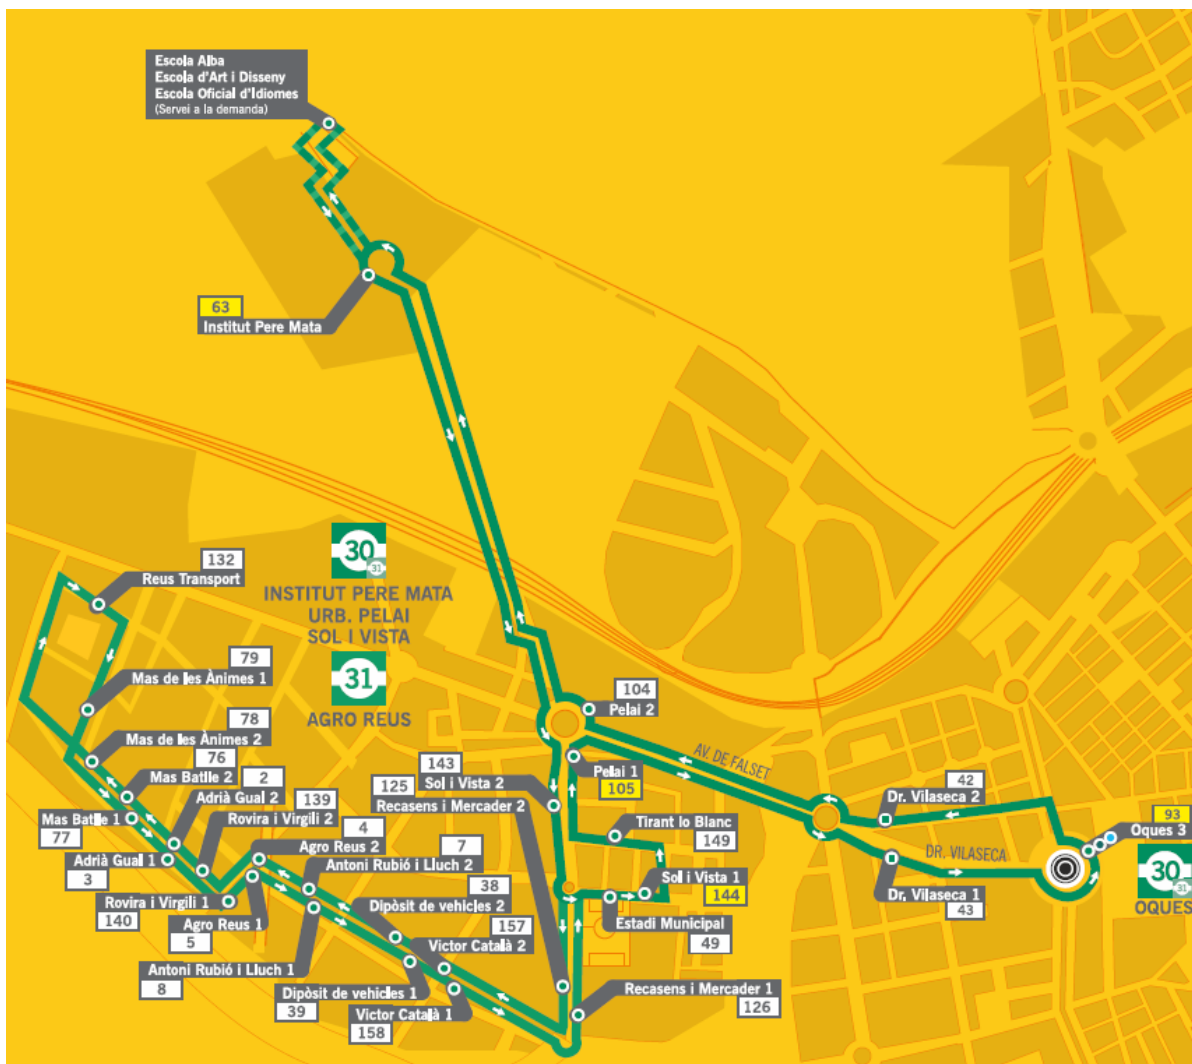 Escola Alba
Escola d'Art i Disseny
Escola Oficial d'Idiomes
(Servei a la demanda)
63
Institut Pere Mata
30
31
INSTITUT PERE MATA
URB. PELAI
SOL I VISTA
31
AGRO REUS
132
Reus Transport
79
Mas de les Ànimes 1
78
Mas de les Ànimes 2
76
Mas Batlle 2
2
Adrià Gual 2
139
Rovira i Virgili 2
4
Agro Reus 2
7
Antoni Rubió i Lluch 2
38
Dipòsit de vehicles 2
157
Victor Català 2
Mas Batlle 1
77
Adrià Gual 1
3
Rovira i Virgili 1
140
Agro Reus 1
5
Antoni Rubió i Lluch 1
8
Dipòsit de vehicles 1
39
Victor Català 1
158
143
Sol i Vista 2
125
Recasens i Mercader 2
104
Pelai 2
Pelai 1
105
AV. DE FALSET
Tirant lo Blanc
149
Sol i Vista 1
144
Estadi Municipal
49
Recasens i Mercader 1
126
42
Dr. Vilaseca 2
DR. VILASECA
Dr. Vilaseca 1
43
93
Oques 3
30
31
OQUES